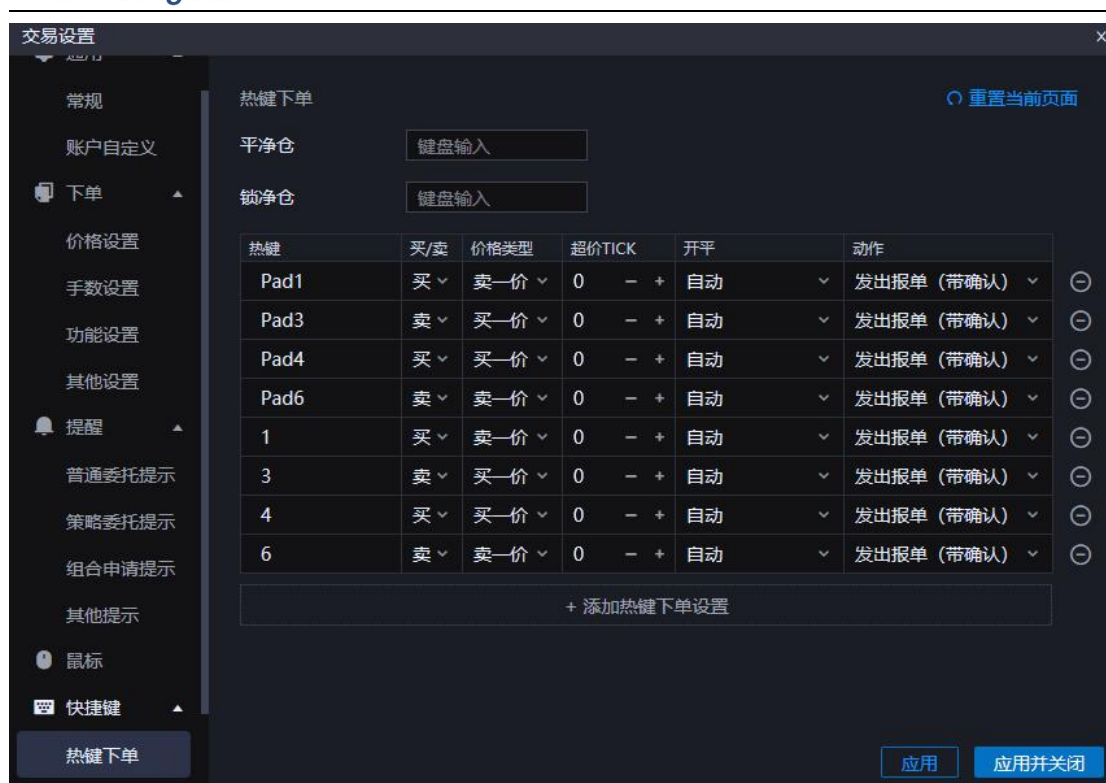 交易设置 x
常规
账户自定义
下单
价格设置
手数设置
功能设置
其他设置
提醒
普通委托提示
策略委托提示
组合申请提示
其他提示
鼠标
快捷键
热键下单
热键下单 重置当前页面
平净仓 键盘输入
锁净仓 键盘输入
热键 买/卖 价格类型 超价TICK 开平 动作
Pad1 买 卖一价 0 - + 自动 发出报单（带确认）
Pad3 卖 买一价 0 - + 自动 发出报单（带确认）
Pad4 买 买一价 0 - + 自动 发出报单（带确认）
Pad6 卖 卖一价 0 - + 自动 发出报单（带确认）
1 买 卖一价 0 - + 自动 发出报单（带确认）
3 卖 买一价 0 - + 自动 发出报单（带确认）
4 买 买一价 0 - + 自动 发出报单（带确认）
6 卖 卖一价 0 - + 自动 发出报单（带确认）
+ 添加热键下单设置
应用 应用并关闭